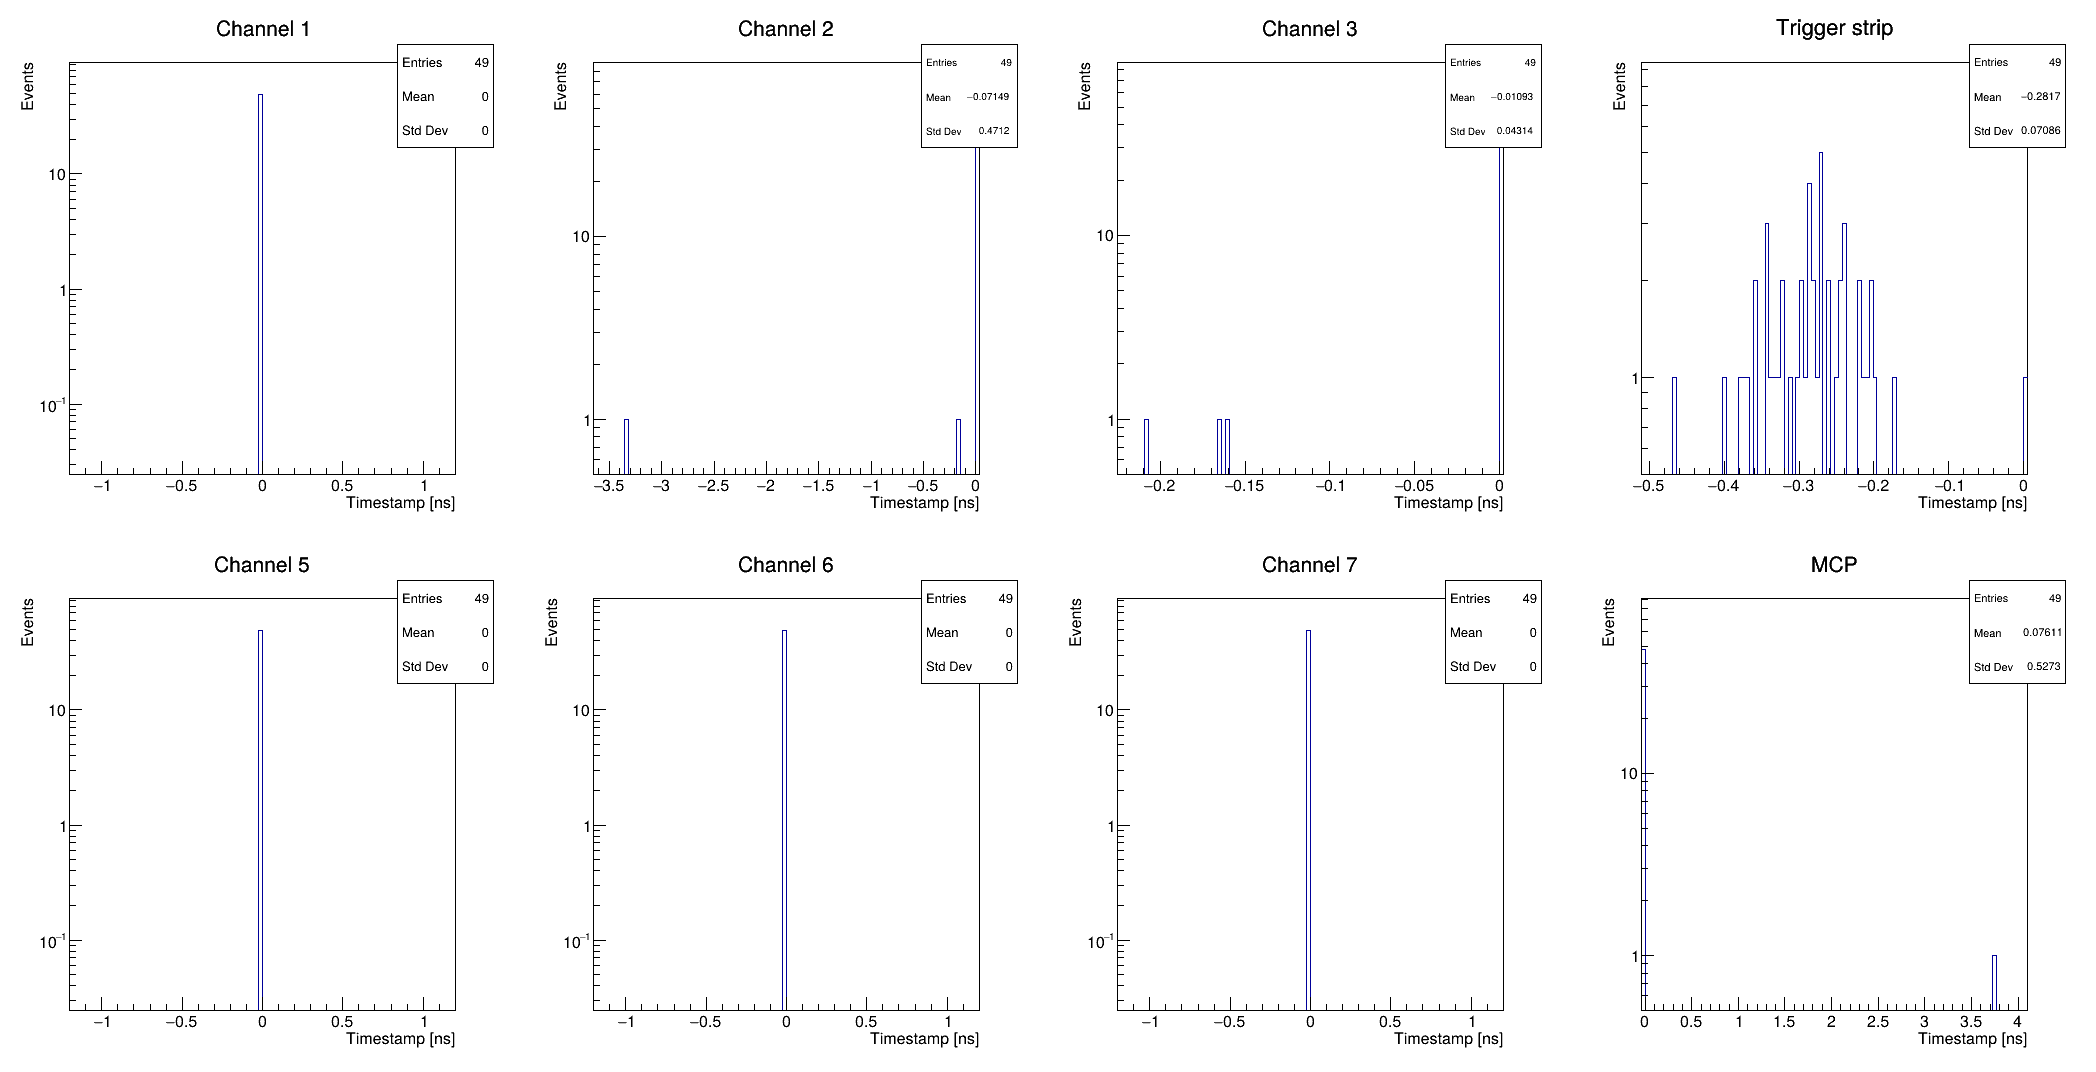 Channel 1
Events
Entries 49
Mean 0
Std Dev 0
10
1
10⁻¹
−1 −0.5 0 0.5 1
Timestamp [ns]
Channel 2
Events
Entries 49
Mean −0.07149
Std Dev 0.4712
10
1
−3.5 −3 −2.5 −2 −1.5 −1 −0.5 0
Timestamp [ns]
Channel 3
Events
Entries 49
Mean −0.01093
Std Dev 0.04314
10
1
−0.2 −0.15 −0.1 −0.05 0
Timestamp [ns]
Trigger strip
Events
Entries 49
Mean −0.2817
Std Dev 0.07086
1
−0.5 −0.4 −0.3 −0.2 −0.1 0
Timestamp [ns]
Channel 5
Events
Entries 49
Mean 0
Std Dev 0
10
1
10⁻¹
−1 −0.5 0 0.5 1
Timestamp [ns]
Channel 6
Events
Entries 49
Mean 0
Std Dev 0
10
1
10⁻¹
−1 −0.5 0 0.5 1
Timestamp [ns]
Channel 7
Events
Entries 49
Mean 0
Std Dev 0
10
1
10⁻¹
−1 −0.5 0 0.5 1
Timestamp [ns]
MCP
Events
Entries 49
Mean 0.07611
Std Dev 0.5273
10
1
0 0.5 1 1.5 2 2.5 3 3.5 4
Timestamp [ns]